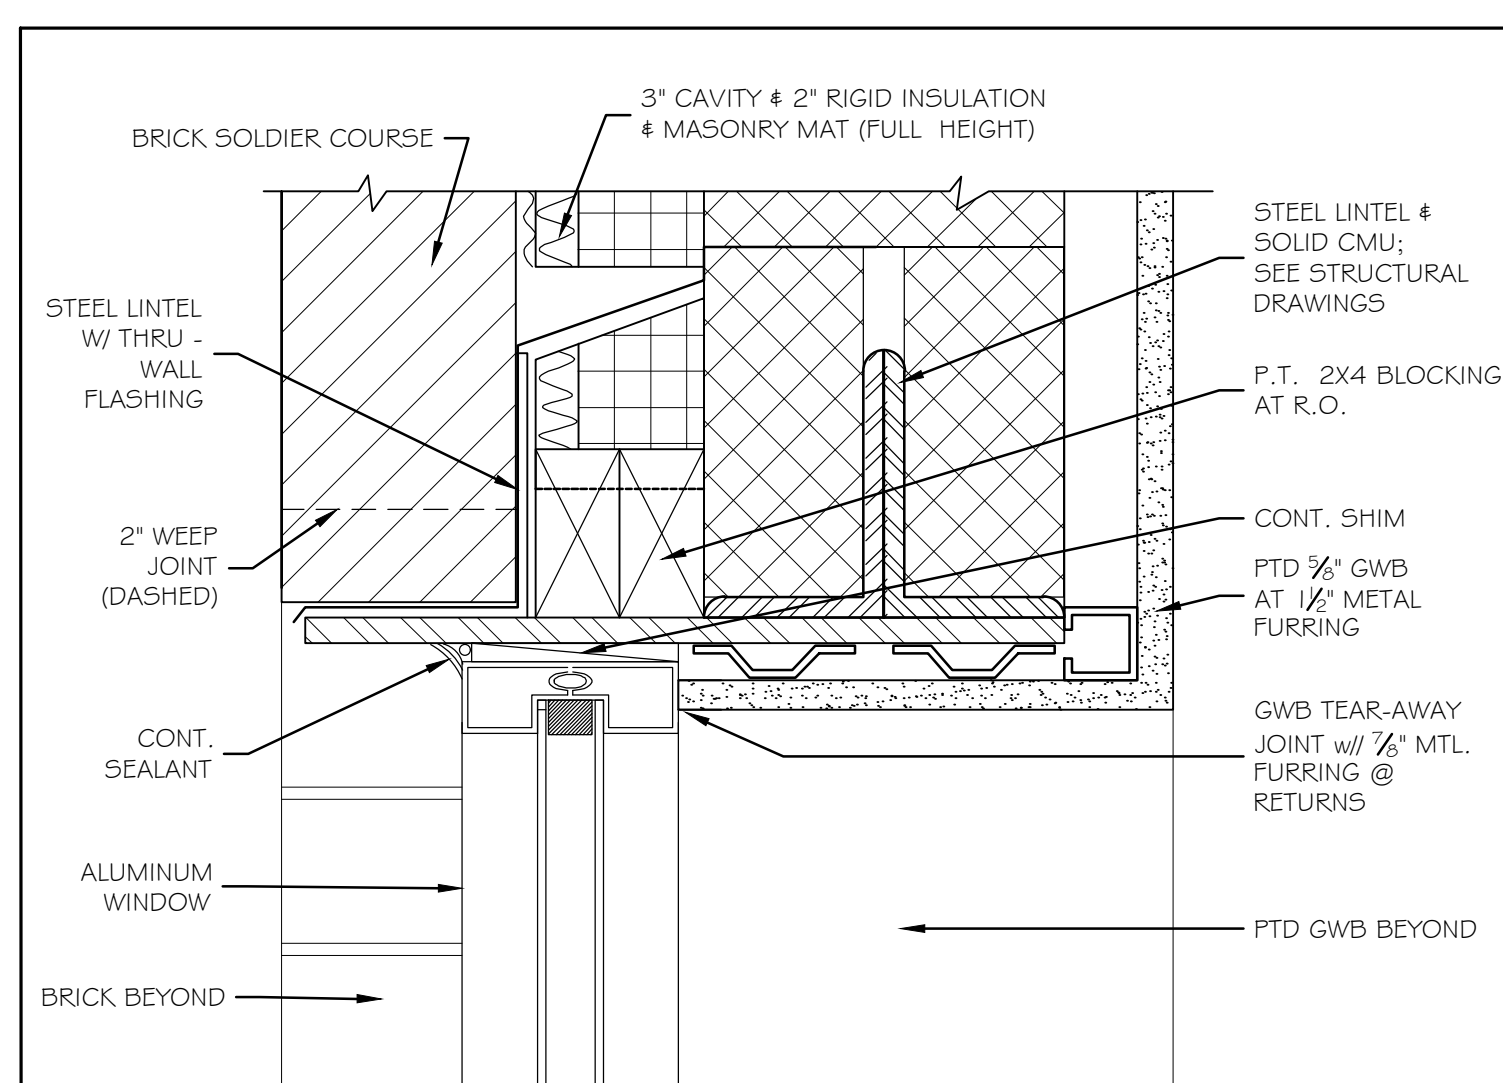 3" CAVITY & 2" RIGID INSULATION
& MASONRY MAT (FULL HEIGHT)
BRICK SOLDIER COURSE
STEEL LINTEL
W/ THRU -
WALL
FLASHING
2" WEEP
JOINT
(DASHED)
CONT.
SEALANT
ALUMINUM
WINDOW
BRICK BEYOND
STEEL LINTEL &
SOLID CMU;
SEE STRUCTURAL
DRAWINGS
P.T. 2X4 BLOCKING
AT R.O.
CONT. SHIM
PTD 5/8" GWB
AT 1 1/2" METAL
FURRING
GWB TEAR-AWAY
JOINT w// 7/8" MTL.
FURRING @
RETURNS
PTD GWB BEYOND